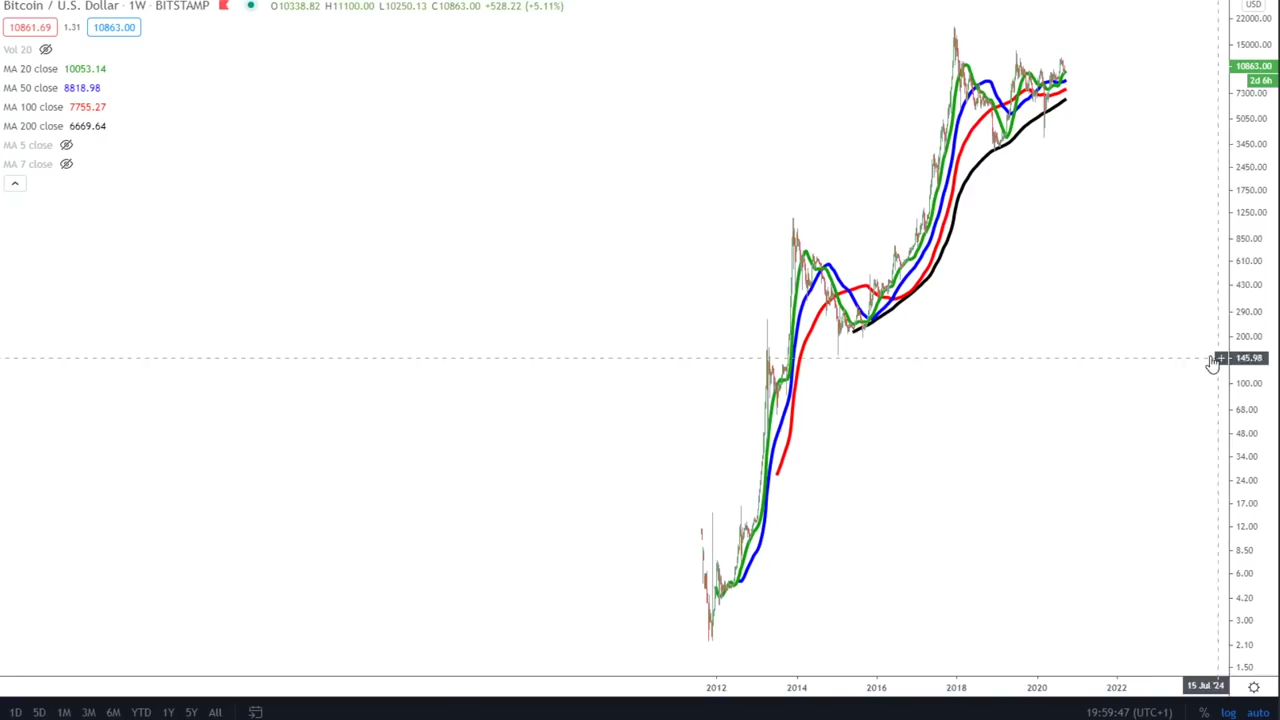 Bitcoin / U.S. Dollar · 1W · BITSTAMP O10338.82 H11100.00 L10250.13 C10863.00 +528.22 (+5.11%)
10861.69 1.31 10863.00
Vol 20
MA 20 close 10053.14
MA 50 close 8818.98
MA 100 close 7755.27
MA 200 close 6669.64
MA 5 close
MA 7 close
USD
22000.00
15000.00
10863.00
2d 6h
7300.00
5050.00
3450.00
2450.00
1750.00
1250.00
850.00
610.00
430.00
290.00
200.00
145.98
100.00
68.00
48.00
34.00
24.00
17.00
12.00
8.50
6.00
4.20
3.00
2.10
1.50
2012 2014 2016 2018 2020 2022 15 Jul '24
1D 5D 1M 3M 6M YTD 1Y 5Y All 19:59:47 (UTC+1) % log auto